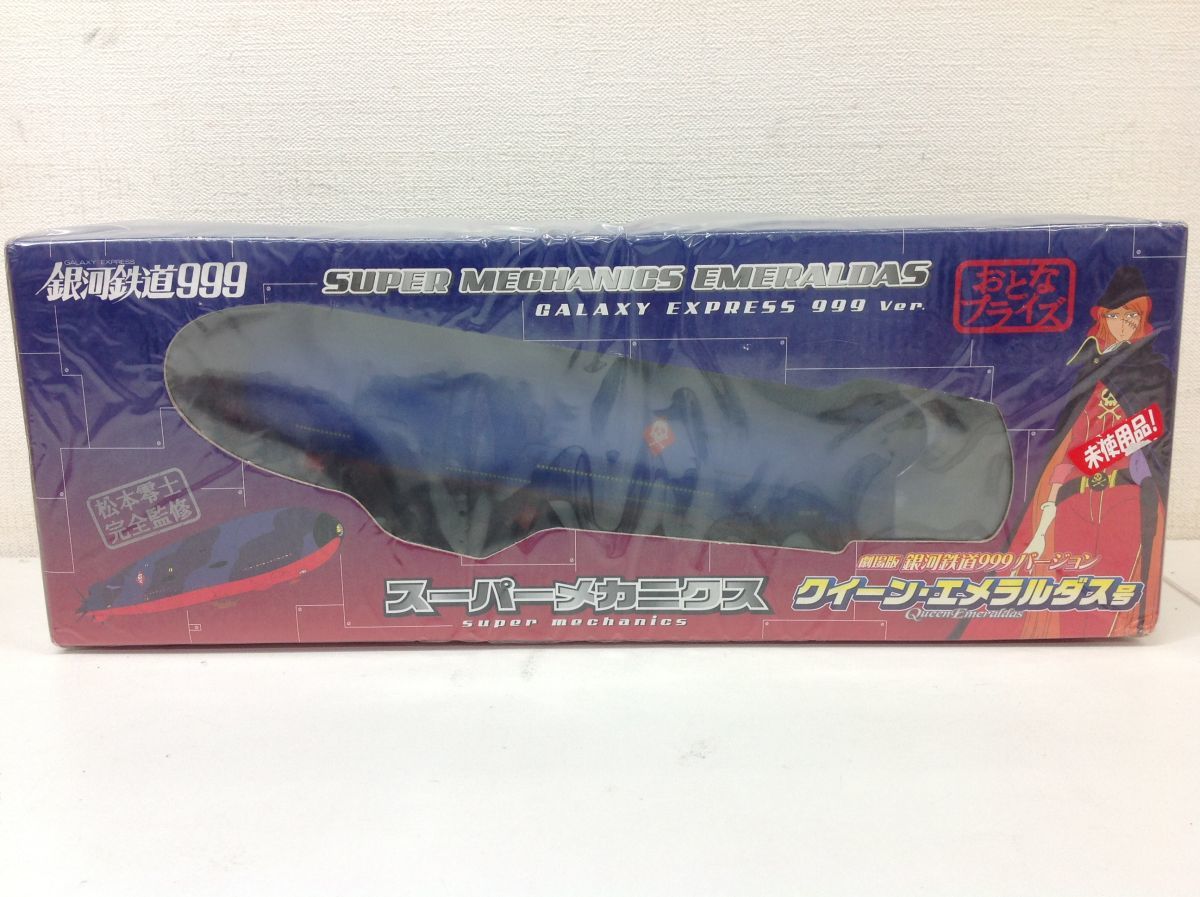 GALAXY EXPRESS
銀河鉄道999
SUPER MECHANICS EMERALDAS
GALAXY EXPRESS 999 Ver.
おとな
プライズ
未使用品!
松本零士
完全監修
劇場版 銀河鉄道999バージョン
スーパーメカニクス
super mechanics
クイーン・エメラルダス号
Queen Emeraldas